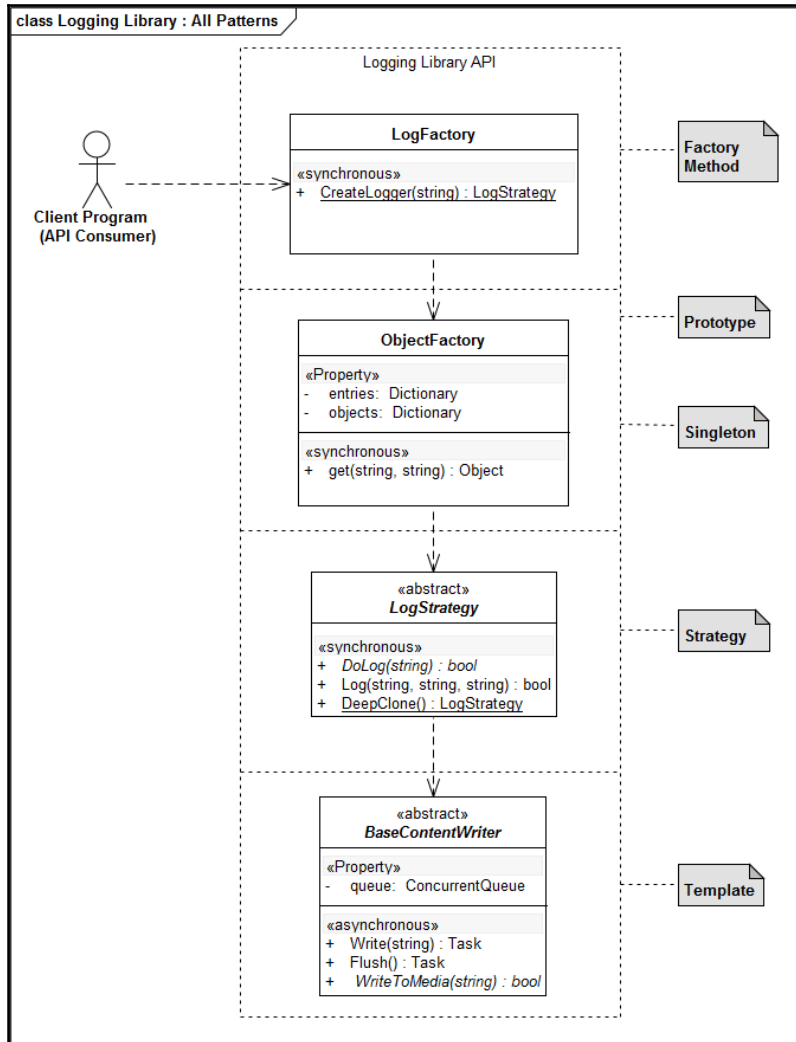 class Logging Library : All Patterns
Logging Library API
LogFactory
«synchronous»
+ CreateLogger(string) : LogStrategy
Factory
Method
Client Program
(API Consumer)
Prototype
ObjectFactory
«Property»
- entries: Dictionary
- objects: Dictionary
Singleton
«synchronous»
+ get(string, string) : Object
«abstract»
LogStrategy
«synchronous»
+ DoLog(string) : bool
+ Log(string, string, string) : bool
+ DeepClone() : LogStrategy
Strategy
«abstract»
BaseContentWriter
«Property»
- queue: ConcurrentQueue
Template
«asynchronous»
+ Write(string) : Task
+ Flush() : Task
+ WriteToMedia(string) : bool